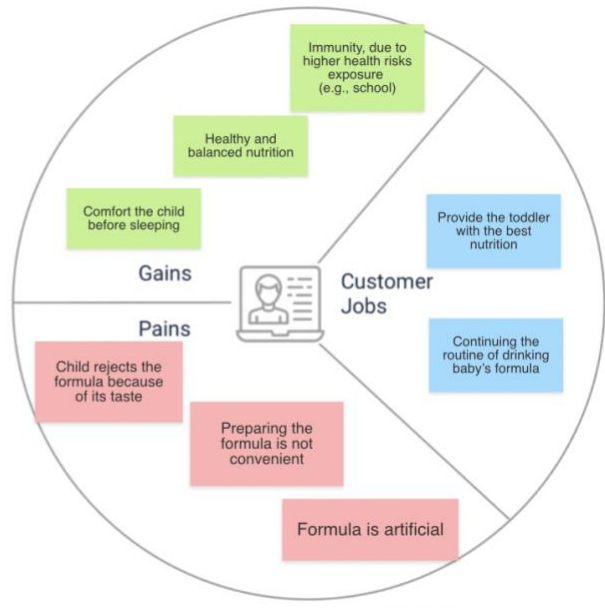 Immunity, due to
higher health risks
exposure
(e.g., school)
Healthy and
balanced nutrition
Comfort the child
before sleeping
Gains
Provide the toddler
with the best
nutrition
Customer
Jobs
Continuing the
routine of drinking
baby's formula
Pains
Child rejects the
formula because
of its taste
Preparing the
formula is not
convenient
Formula is artificial